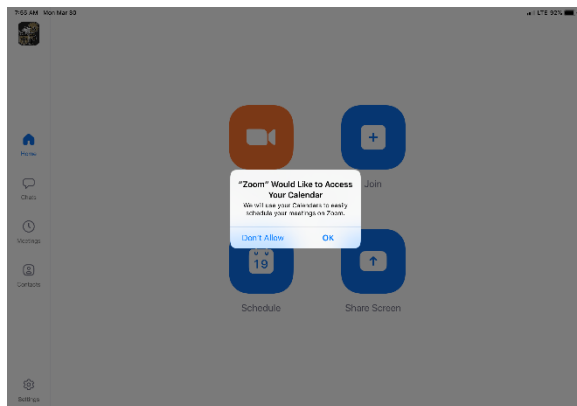 7:55 AM Mon Mar 30
LTE 92%
Home
Chats
Meetings
Contacts
Settings
Join
"Zoom" Would Like to Access
Your Calendar
We will use your Calendars to easily
schedule your meetings on Zoom.
Don't Allow
OK
19
Schedule
Share Screen